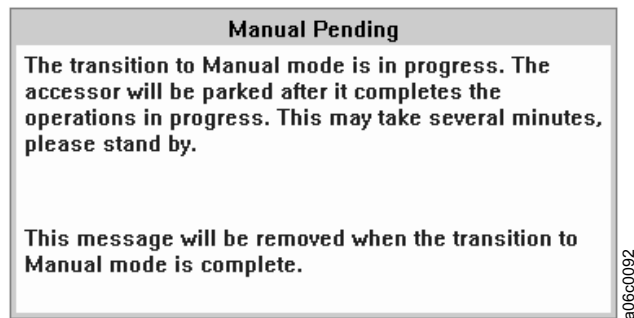 Manual Pending
The transition to Manual mode is in progress. The
accessor will be parked after it completes the
operations in progress. This may take several minutes,
please stand by.
This message will be removed when the transition to
Manual mode is complete.
a06c0092